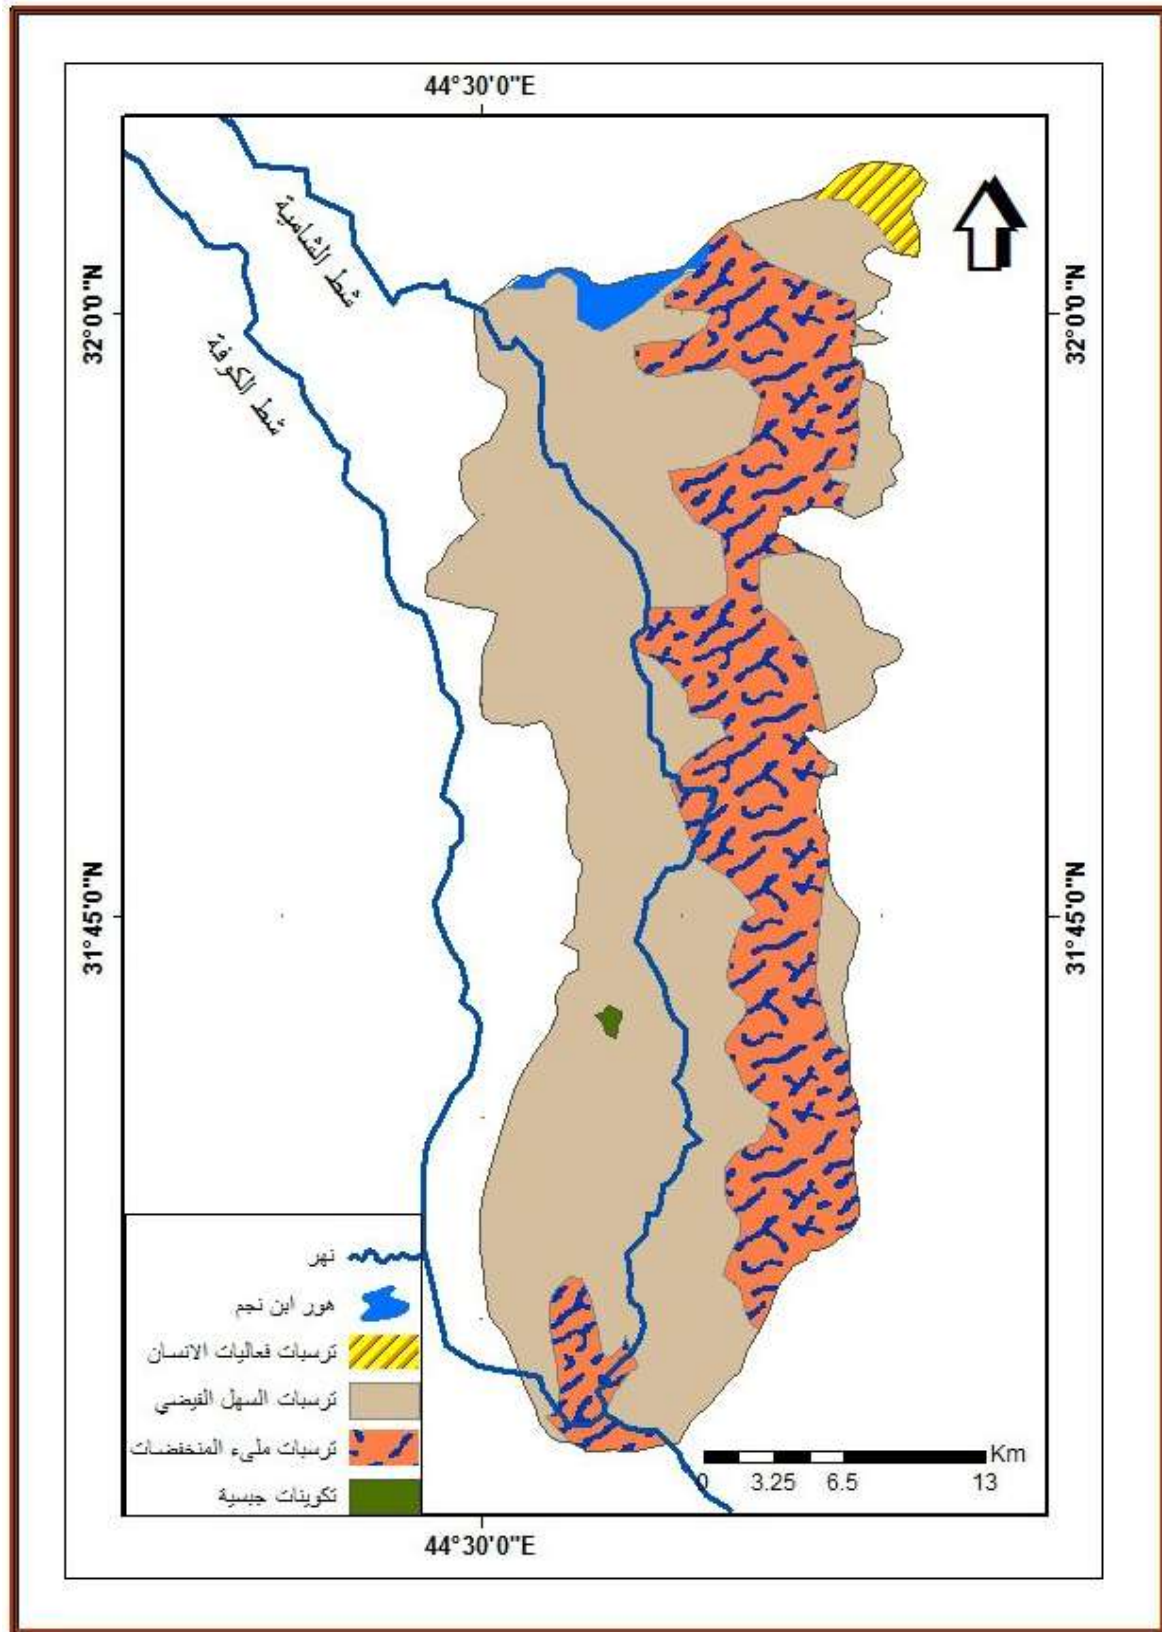 44°30'0"E
شط الشامية
شط الكوفة
32°0'0"N
32°0'0"N
31°45'0"N
31°45'0"N
نهر
هور ابن نجم
ترسبات فعاليات الانسان
ترسبات السهل الفيضي
ترسبات مليء المنخفضات
تكوينات جبسية
Km
0 3.25 6.5 13
44°30'0"E